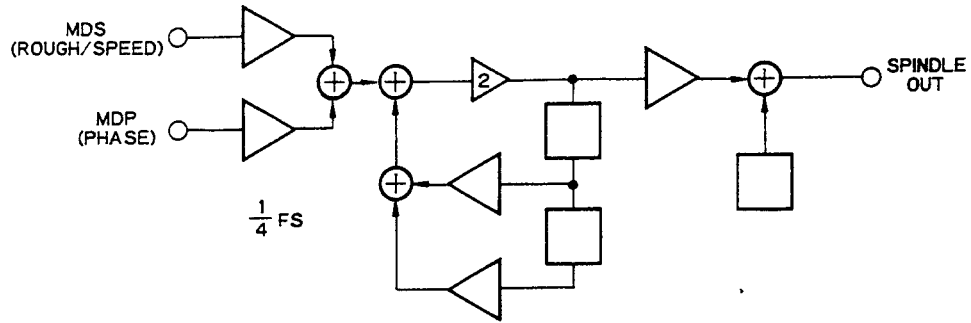 MDS
(ROUGH/SPEED)
MDP
(PHASE)
2
SPINDLE
OUT
1/4 FS